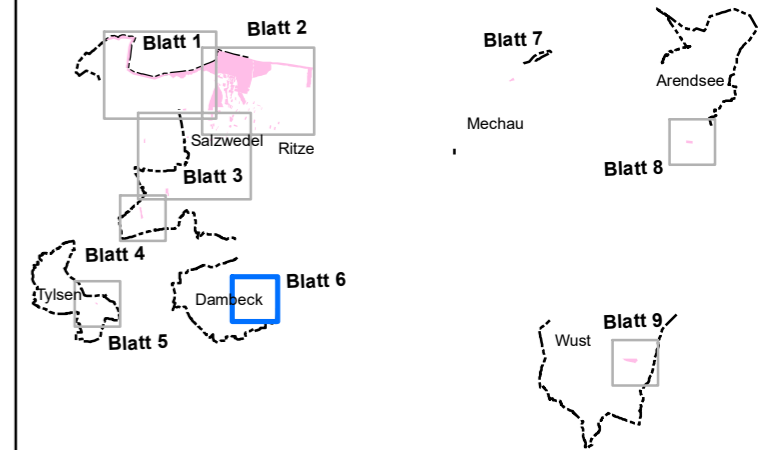 Blatt 1
Blatt 2
Blatt 7
Arendsee
Mechau
Salzwedel
Ritze
Blatt 8
Blatt 3
Blatt 4
Blatt 6
Tylsen
Dambeck
Blatt 9
Wust
Blatt 5